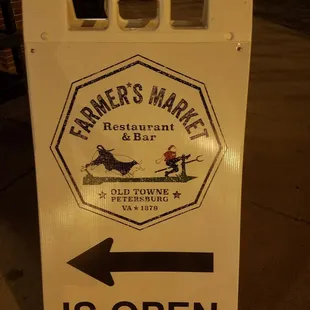 FARMER'S MARKET
Restaurant
& Bar
OLD TOWNE
PETERSBURG
VA ★ 1879
IS OPEN